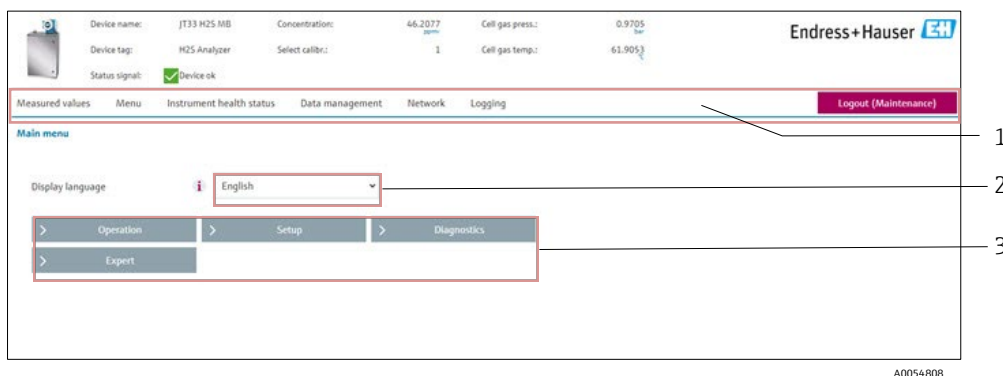 Device name: JT33 H2S MB Concentration: 46.2077 ppmv Cell gas press.: 0.9705 bar
Endress+Hauser EH
Device tag: H2S Analyzer Select calibr.: 1 Cell gas temp.: 61.9053 °C
Status signal: Device ok
Measured values Menu Instrument health status Data management Network Logging Logout (Maintenance)
1
Main menu
Display language i English
2
> Operation > Setup > Diagnostics
3
> Expert
A0054808